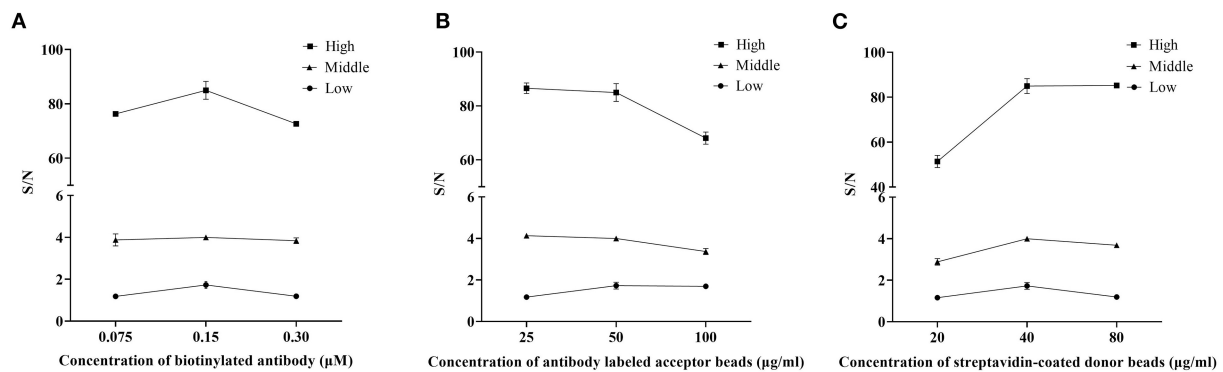 A
100
80
60
6
4
2
0
S/N
High
Middle
Low
0.075
0.15
0.30
Concentration of biotinylated antibody (μM)
B
100
80
60
6
4
2
0
S/N
High
Middle
Low
25
50
100
Concentration of antibody labeled acceptor beads (μg/ml)
C
100
80
60
40
6
4
2
0
S/N
High
Middle
Low
20
40
80
Concentration of streptavidin-coated donor beads (μg/ml)